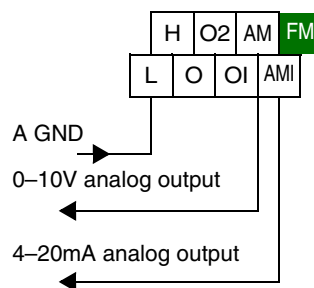 H O2 AM FM
L O OI AMI
A GND
0–10V analog output
4–20mA analog output